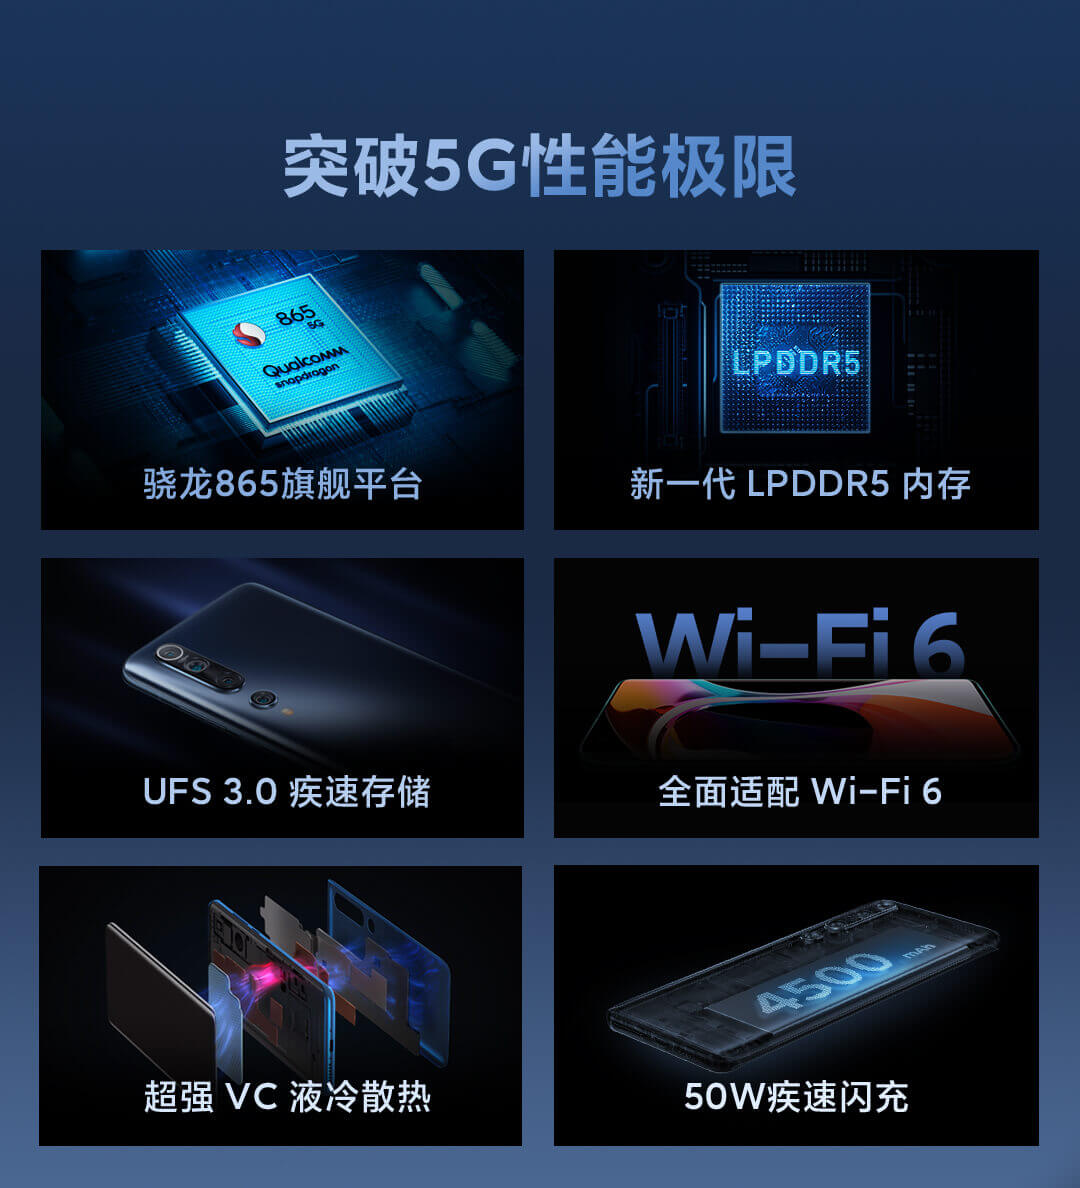 突破5G性能极限
865
5G
Qualcomm
snapdragon
骁龙865旗舰平台
LPDDR5
新一代 LPDDR5 内存
UFS 3.0 疾速存储
Wi-Fi 6
全面适配 Wi-Fi 6
超强 VC 液冷散热
4500 mAh
50W疾速闪充